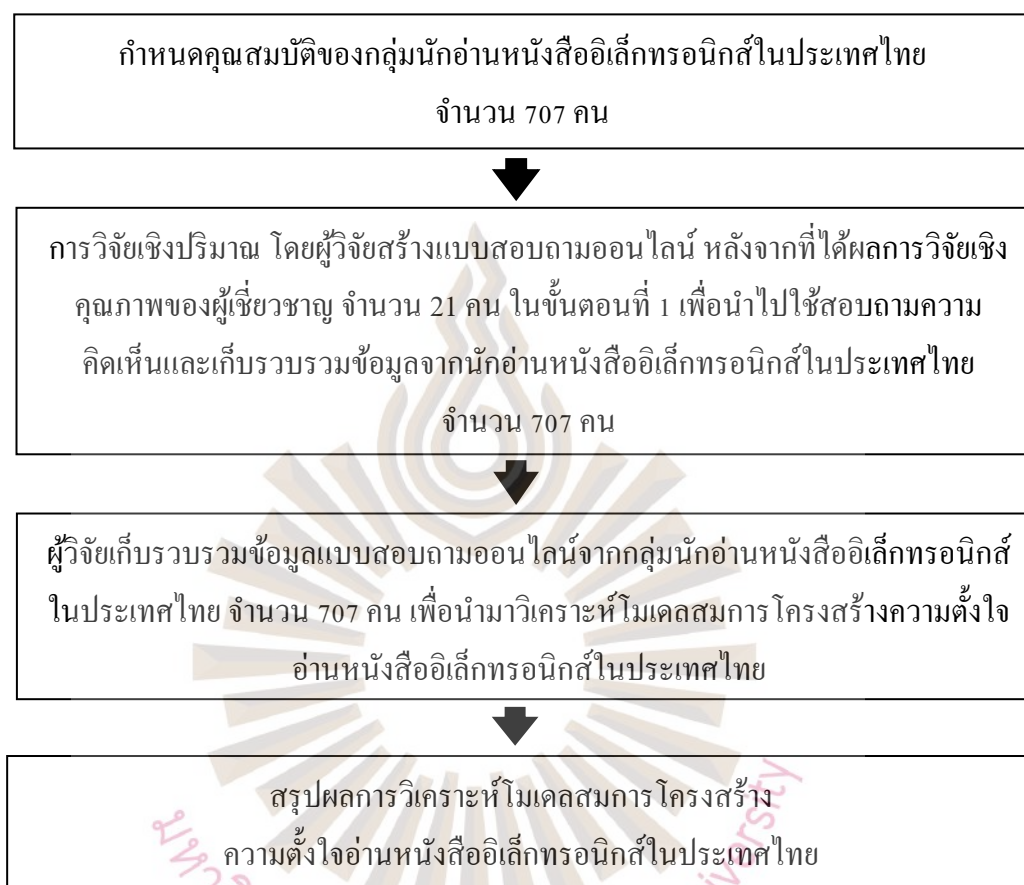 กำหนดคุณสมบัติของกลุ่มนักอ่านหนังสืออิเล็กทรอนิกส์ในประเทศไทย
จำนวน 707 คน
การวิจัยเชิงปริมาณ โดยผู้วิจัยสร้างแบบสอบถามออนไลน์ หลังจากที่ได้ผลการวิจัยเชิง
คุณภาพของผู้เชี่ยวชาญ จำนวน 21 คน ในขั้นตอนที่ 1 เพื่อนำไปใช้สอบถามความ
คิดเห็นและเก็บรวบรวมข้อมูลจากนักอ่านหนังสืออิเล็กทรอนิกส์ในประเทศไทย
จำนวน 707 คน
ผู้วิจัยเก็บรวบรวมข้อมูลแบบสอบถามออนไลน์จากกลุ่มนักอ่านหนังสืออิเล็กทรอนิกส์
ในประเทศไทย จำนวน 707 คน เพื่อนำมาวิเคราะห์โมเดลสมการโครงสร้างความตั้งใจ
อ่านหนังสืออิเล็กทรอนิกส์ในประเทศไทย
สรุปผลการวิเคราะห์โมเดลสมการโครงสร้าง
ความตั้งใจอ่านหนังสืออิเล็กทรอนิกส์ในประเทศไทย